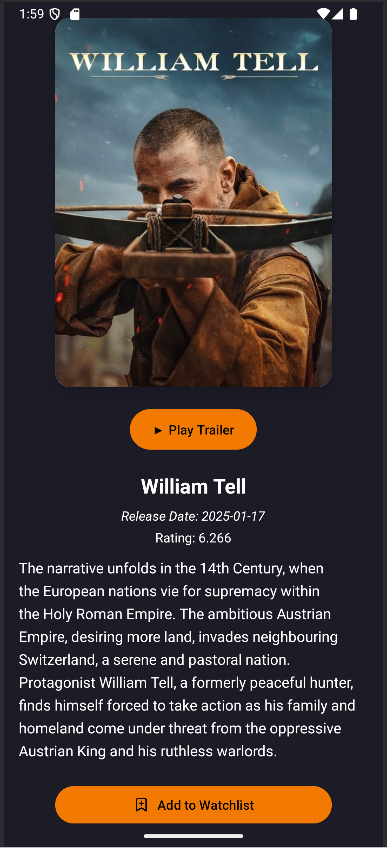 1:59
WILLIAM TELL
► Play Trailer
William Tell
Release Date: 2025-01-17
Rating: 6.266
The narrative unfolds in the 14th Century, when
the European nations vie for supremacy within
the Holy Roman Empire. The ambitious Austrian
Empire, desiring more land, invades neighbouring
Switzerland, a serene and pastoral nation.
Protagonist William Tell, a formerly peaceful hunter,
finds himself forced to take action as his family and
homeland come under threat from the oppressive
Austrian King and his ruthless warlords.
Add to Watchlist